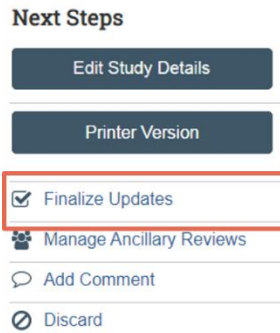 Next Steps
Edit Study Details
Printer Version
Finalize Updates
Manage Ancillary Reviews
Add Comment
Discard